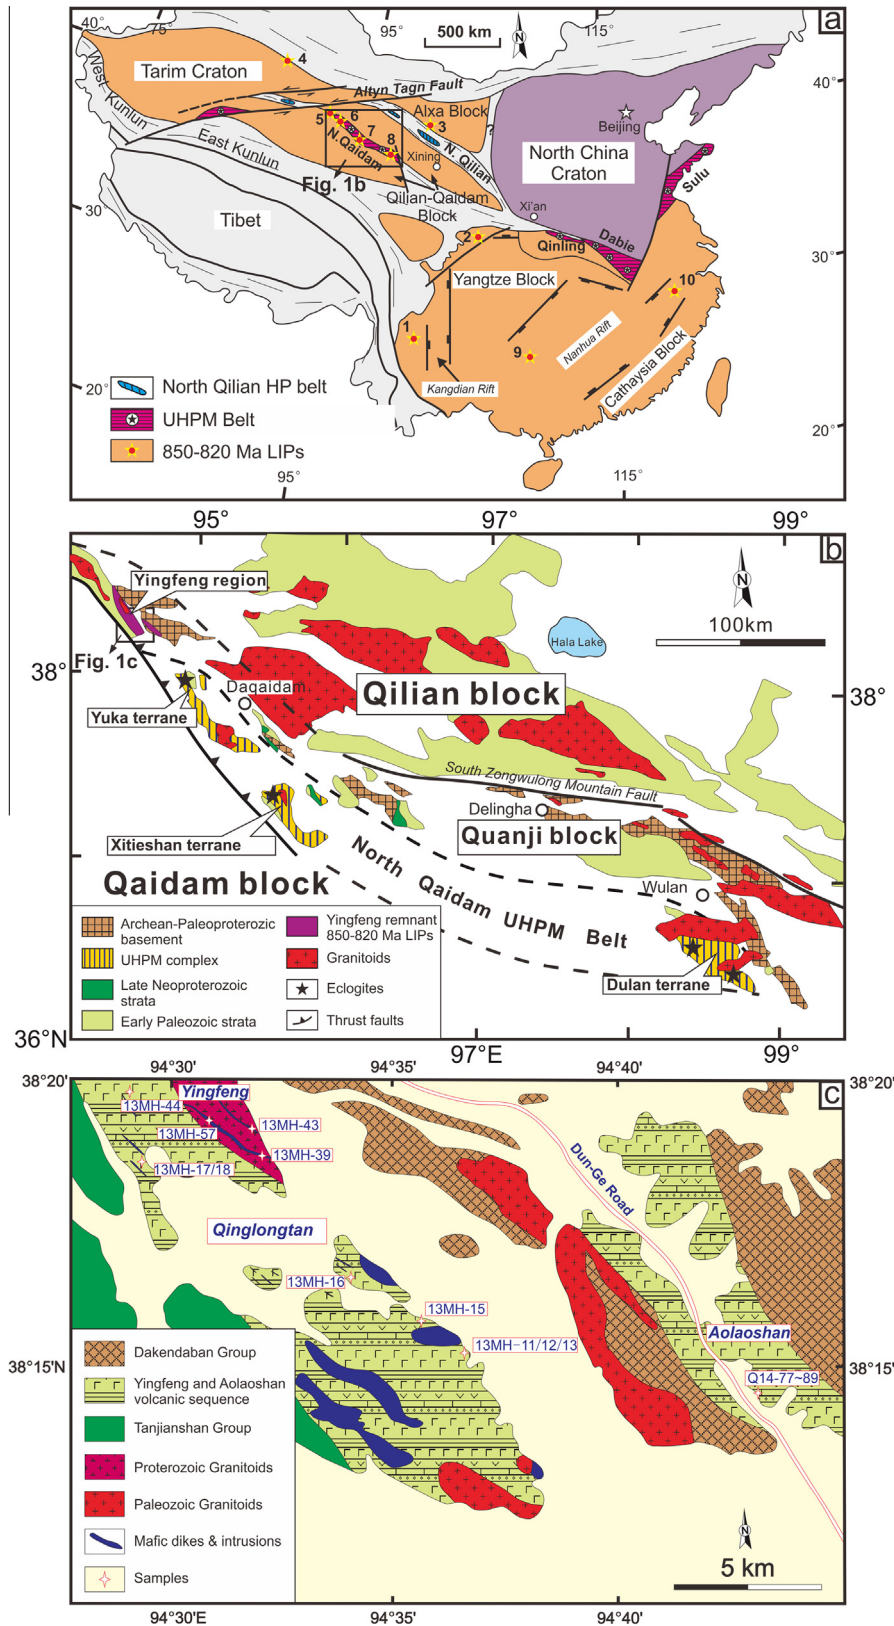 40°
75°
95°
115°
a
500 km
N
Tarim Craton
4
Altyn Tagn Fault
40°
West Kunlun
Alxa Block
5
6
3
?
Beijing
7
8
N. Qaidam
Xining
N. Qilian
North China
Craton
East Kunlun
Fig. 1b
Qilian-Qaidam
Block
Sulu
30°
Tibet
Xi'an
2
Qinling
Dabie
30°
Yangtze Block
10
1
9
Nanhua Rift
Cathaysia Block
Kangdian Rift
20°
North Qilian HP belt
UHPM Belt
850-820 Ma LIPs
20°
95°
115°
95°
97°
99°
b
Yingfeng region
N
100km
Hala Lake
38°
Fig. 1c
Daqaidam
Qilian block
38°
Yuka terrane
South Zongwulong Mountain Fault
Delingha
Xitieshan terrane
Quanji block
North Qaidam UHPM Belt
Qaidam block
Wulan
Dulan terrane
Archean-Paleoproterozic
basement
UHPM complex
Late Neoproterozoic
strata
Early Paleozoic strata
Yingfeng remnant
850-820 Ma LIPs
Granitoids
Eclogites
Thrust faults
36°N
97°E
99°
94°30'
94°35'
94°40'
38°20'
38°20'
c
Yingfeng
13MH-44
13MH-43
13MH-57
13MH-39
13MH-17/18
Dun-Ge Road
Qinglongtan
13MH-16
13MH-15
13MH-11/12/13
Aolaoshan
38°15'N
38°15'
Q14-77~89
Dakendaban Group
Yingfeng and Aolaoshan
volcanic sequence
Tanjianshan Group
Proterozoic Granitoids
Paleozoic Granitoids
Mafic dikes & intrusions
Samples
N
5 km
94°30'E
94°35'
94°40'